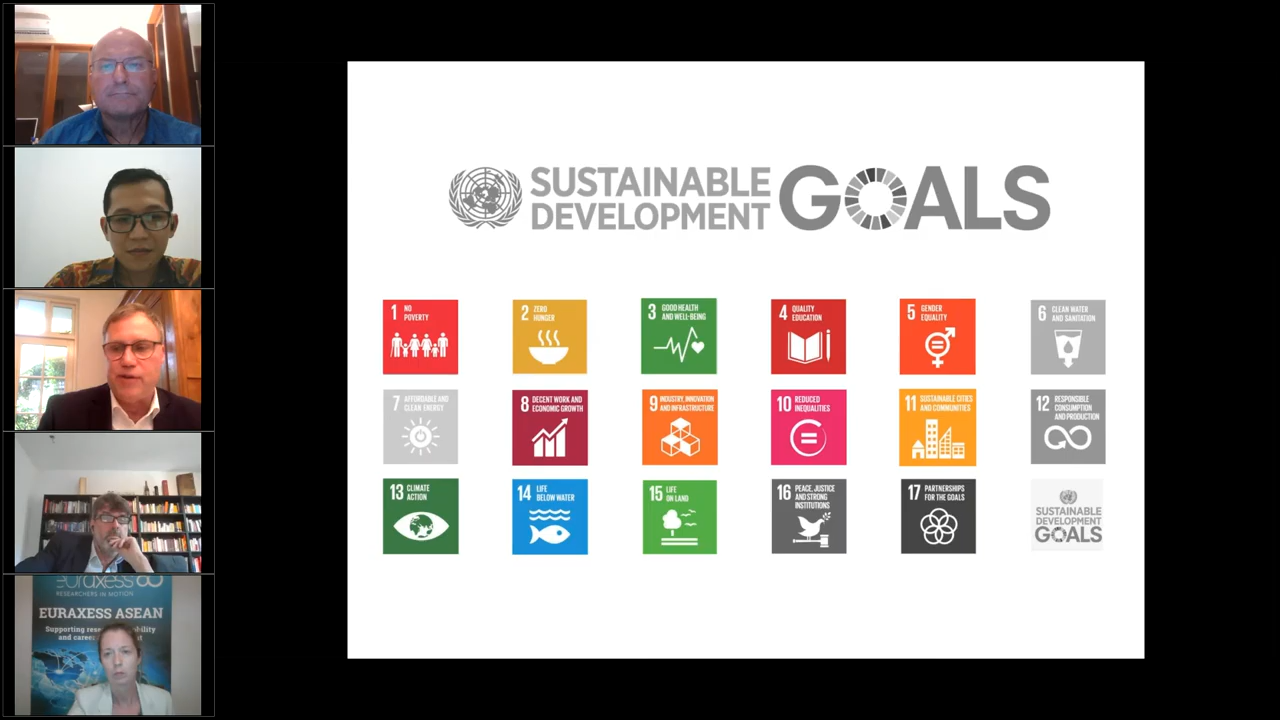 SUSTAINABLE
DEVELOPMENT
GOALS
1 NO
POVERTY
2 ZERO
HUNGER
3 GOOD HEALTH
AND WELL-BEING
4 QUALITY
EDUCATION
5 GENDER
EQUALITY
6 CLEAN WATER
AND SANITATION
7 AFFORDABLE AND
CLEAN ENERGY
8 DECENT WORK AND
ECONOMIC GROWTH
9 INDUSTRY, INNOVATION
AND INFRASTRUCTURE
10 REDUCED
INEQUALITIES
11 SUSTAINABLE CITIES
AND COMMUNITIES
12 RESPONSIBLE
CONSUMPTION
AND PRODUCTION
13 CLIMATE
ACTION
14 LIFE
BELOW WATER
15 LIFE
ON LAND
16 PEACE, JUSTICE
AND STRONG
INSTITUTIONS
17 PARTNERSHIPS
FOR THE GOALS
SUSTAINABLE
DEVELOPMENT
GOALS
euraxess
RESEARCHERS IN MOTION
EURAXESS ASEAN
Supporting
and